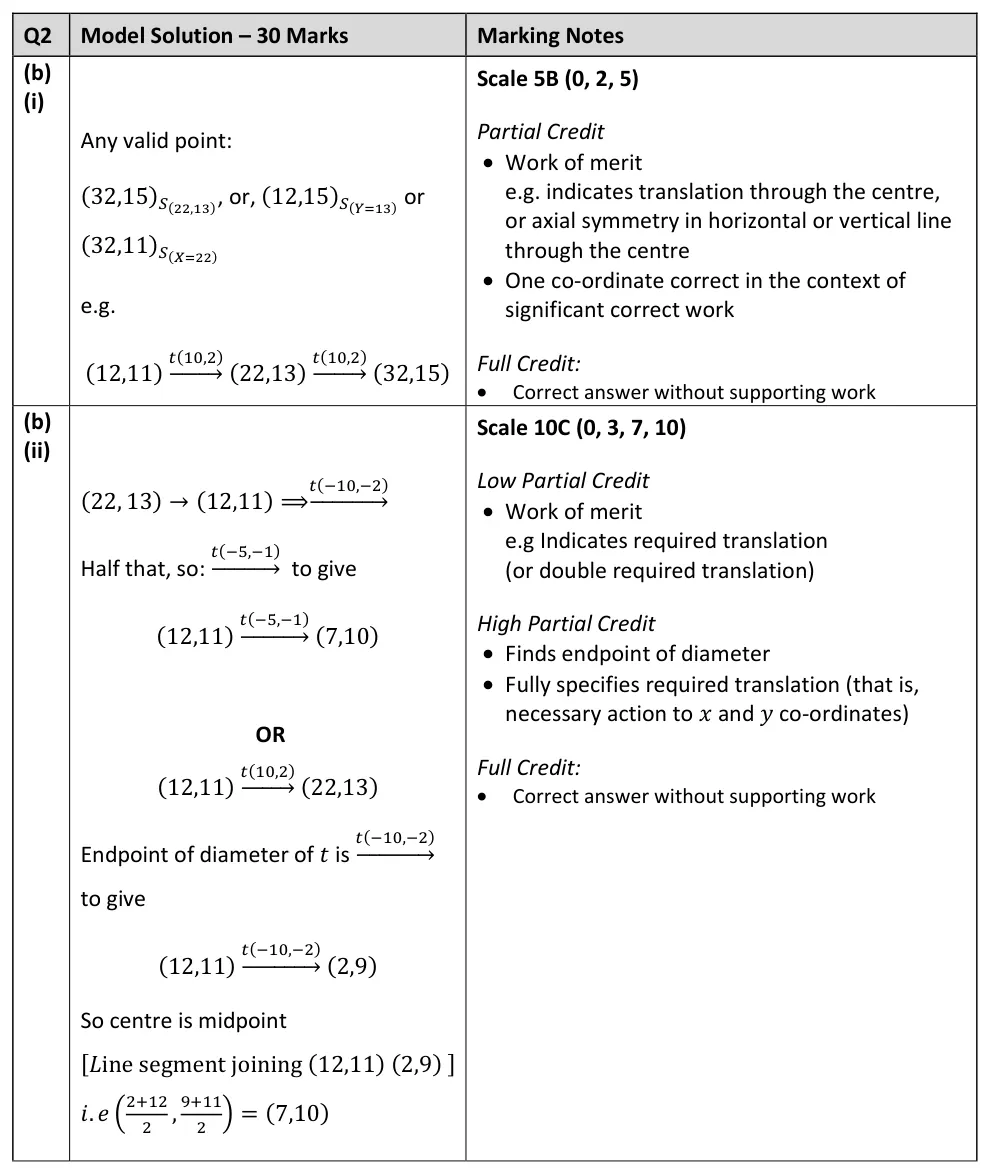 Q2 Model Solution – 30 Marks Marking Notes
(b)
(i)
Any valid point:
(32,15)S(22,13), or, (12,15)S(Y=13) or
(32,11)S(X=22)
e.g.
(12,11) t(10,2)→ (22,13) t(10,2)→ (32,15)
Scale 5B (0, 2, 5)
Partial Credit
• Work of merit
e.g. indicates translation through the centre,
or axial symmetry in horizontal or vertical line
through the centre
• One co-ordinate correct in the context of
significant correct work
Full Credit:
• Correct answer without supporting work
(b)
(ii)
(22, 13) → (12,11) ⟹ t(−10,−2)→
Half that, so: t(−5,−1)→ to give
(12,11) t(−5,−1)→ (7,10)
OR
(12,11) t(10,2)→ (22,13)
Endpoint of diameter of t is t(−10,−2)→
to give
(12,11) t(−10,−2)→ (2,9)
So centre is midpoint
[Line segment joining (12,11) (2,9) ]
i.e (2+12/2, 9+11/2) = (7,10)
Scale 10C (0, 3, 7, 10)
Low Partial Credit
• Work of merit
e.g Indicates required translation
(or double required translation)
High Partial Credit
• Finds endpoint of diameter
• Fully specifies required translation (that is,
necessary action to x and y co-ordinates)
Full Credit:
• Correct answer without supporting work